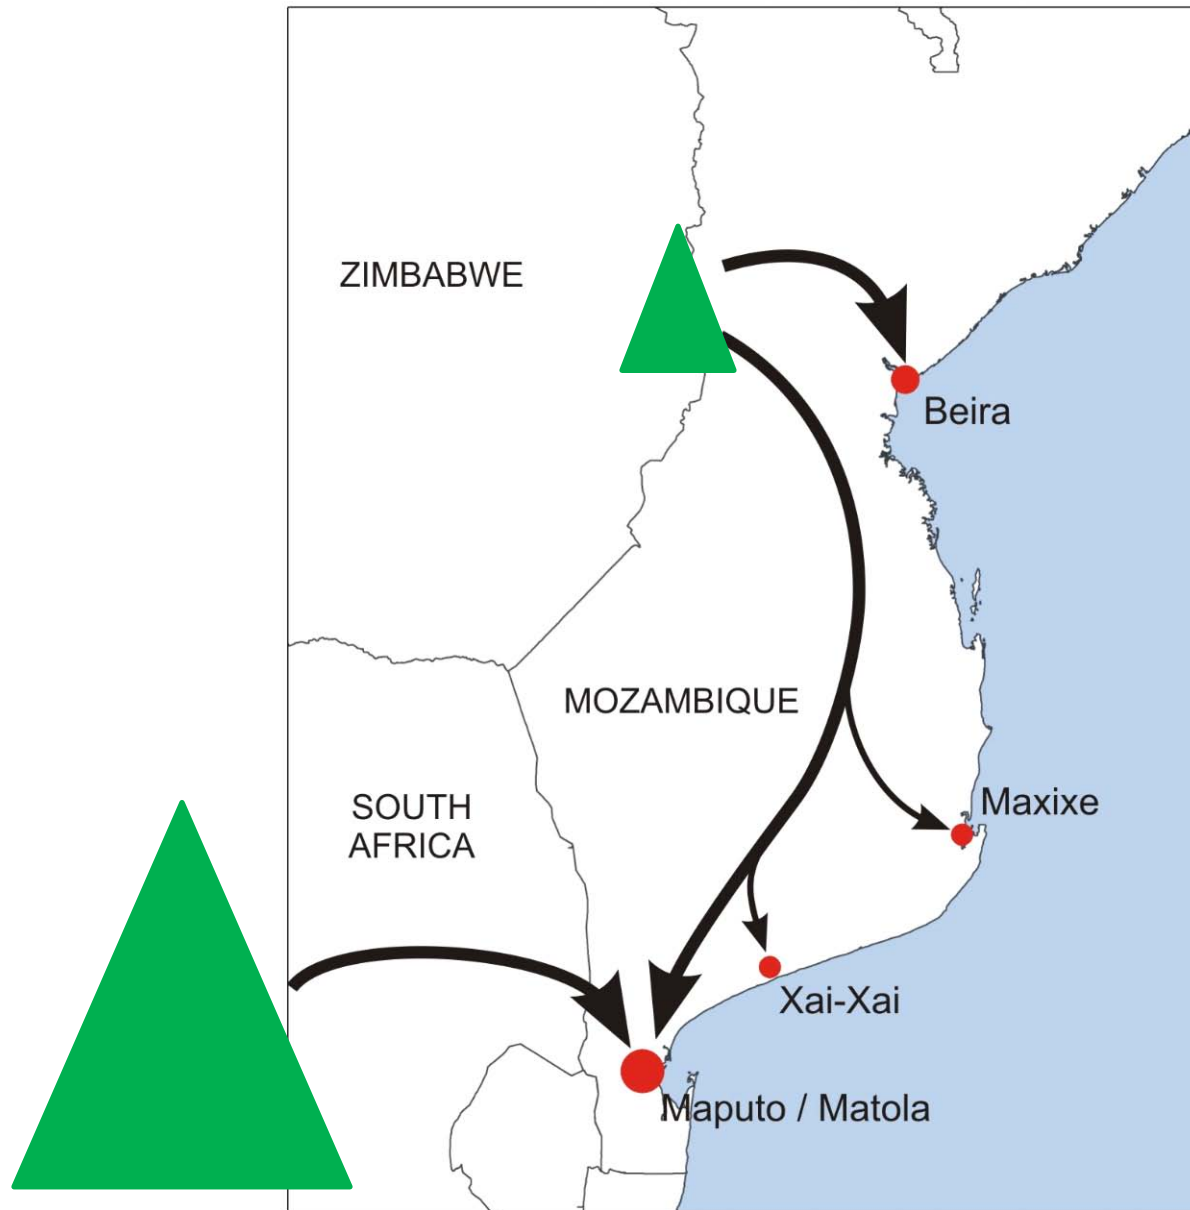 ZIMBABWE
Beira
MOZAMBIQUE
SOUTH
AFRICA
Maxixe
Xai-Xai
Maputo / Matola